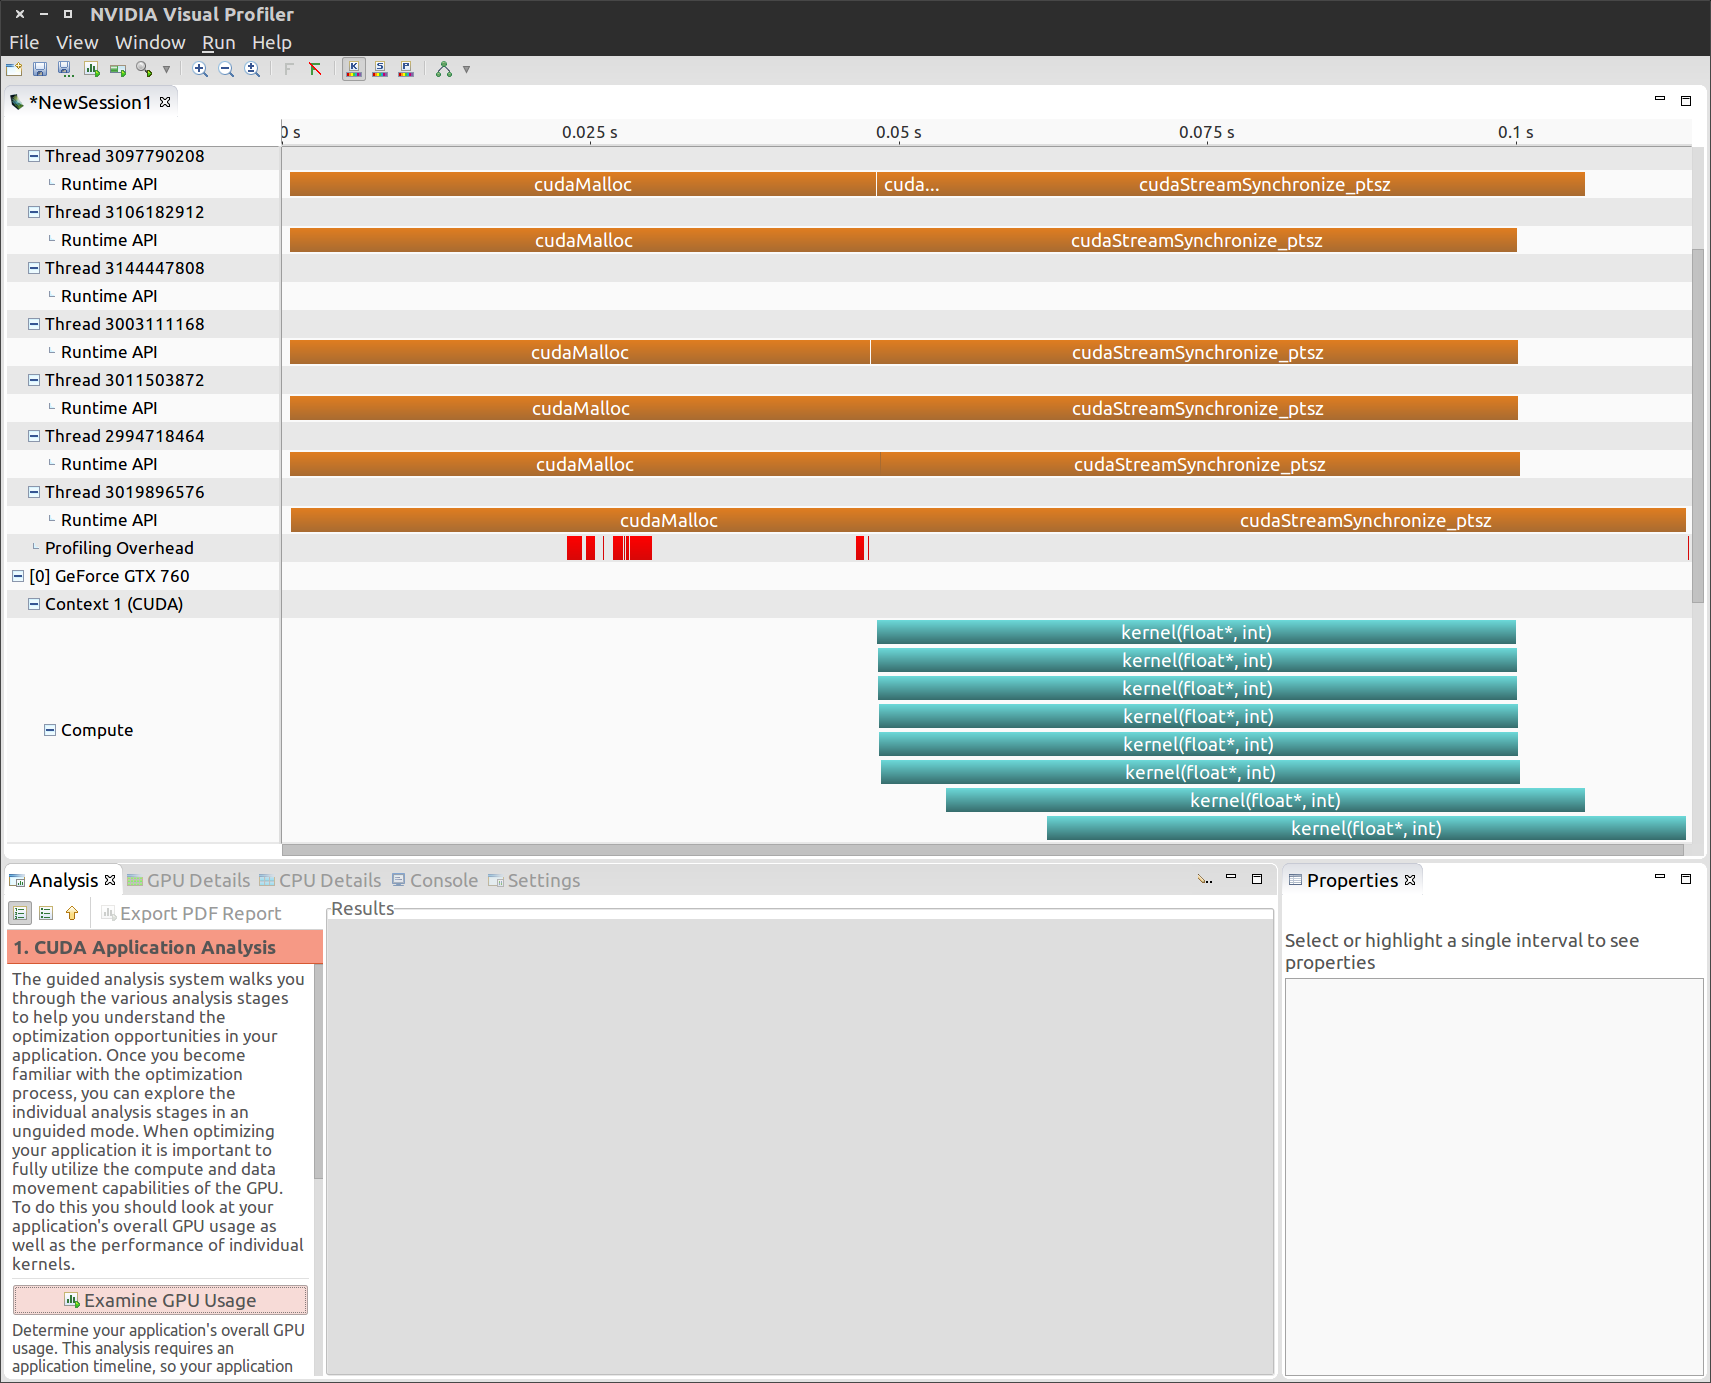 NVIDIA Visual Profiler
File View Window Run Help
*NewSession1
0 s 0.025 s 0.05 s 0.075 s 0.1 s
Thread 3097790208
Runtime API cudaMalloc cuda... cudaStreamSynchronize_ptsz
Thread 3106182912
Runtime API cudaMalloc cudaStreamSynchronize_ptsz
Thread 3144447808
Runtime API
Thread 3003111168
Runtime API cudaMalloc cudaStreamSynchronize_ptsz
Thread 3011503872
Runtime API cudaMalloc cudaStreamSynchronize_ptsz
Thread 2994718464
Runtime API cudaMalloc cudaStreamSynchronize_ptsz
Thread 3019896576
Runtime API cudaMalloc cudaStreamSynchronize_ptsz
Profiling Overhead
[0] GeForce GTX 760
Context 1 (CUDA)
kernel(float*, int)
kernel(float*, int)
kernel(float*, int)
kernel(float*, int)
Compute
kernel(float*, int)
kernel(float*, int)
kernel(float*, int)
kernel(float*, int)
Analysis GPU Details CPU Details Console Settings
Export PDF Report
Results
1. CUDA Application Analysis
The guided analysis system walks you
through the various analysis stages
to help you understand the
optimization opportunities in your
application. Once you become
familiar with the optimization
process, you can explore the
individual analysis stages in an
unguided mode. When optimizing
your application it is important to
fully utilize the compute and data
movement capabilities of the GPU.
To do this you should look at your
application's overall GPU usage as
well as the performance of individual
kernels.
Examine GPU Usage
Determine your application's overall GPU
usage. This analysis requires an
application timeline, so your application
Properties
Select or highlight a single interval to see
properties